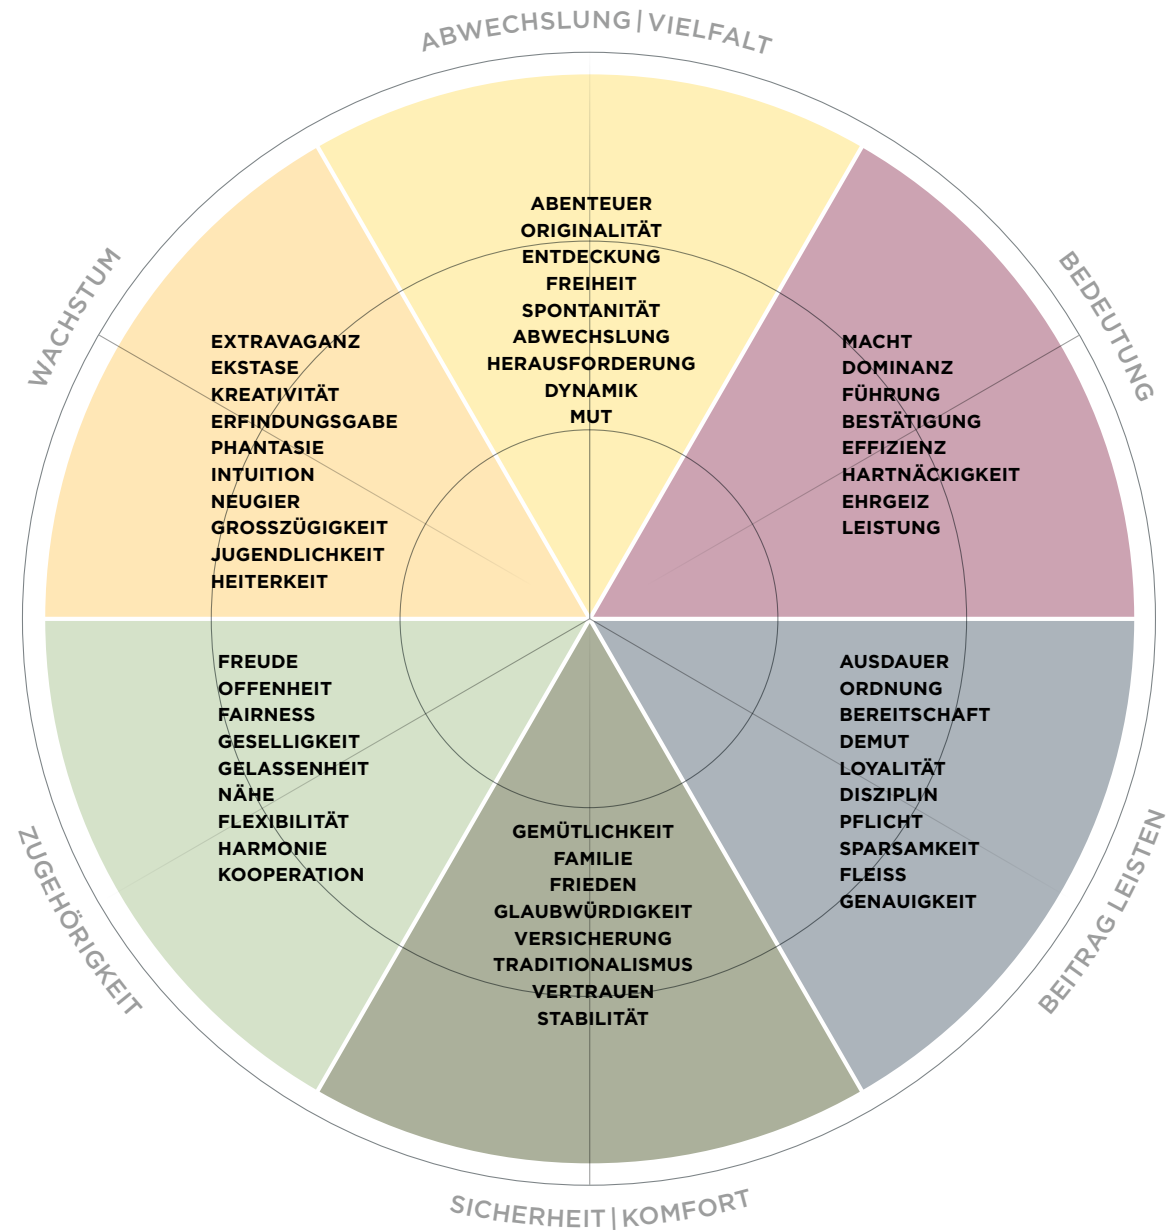 ABWECHSLUNG|VIELFALT
ABENTEUER
ORIGINALITÄT
ENTDECKUNG
FREIHEIT
SPONTANITÄT
ABWECHSLUNG
HERAUSFORDERUNG
DYNAMIK
MUT
BEDEUTUNG
MACHT
DOMINANZ
FÜHRUNG
BESTÄTIGUNG
EFFIZIENZ
HARTNÄCKIGKEIT
EHRGEIZ
LEISTUNG
BEITRAG LEISTEN
AUSDAUER
ORDNUNG
BEREITSCHAFT
DEMUT
LOYALITÄT
DISZIPLIN
PFLICHT
SPARSAMKEIT
FLEISS
GENAUIGKEIT
SICHERHEIT|KOMFORT
GEMÜTLICHKEIT
FAMILIE
FRIEDEN
GLAUBWÜRDIGKEIT
VERSICHERUNG
TRADITIONALISMUS
VERTRAUEN
STABILITÄT
ZUGEHÖRIGKEIT
FREUDE
OFFENHEIT
FAIRNESS
GESELLIGKEIT
GELASSENHEIT
NÄHE
FLEXIBILITÄT
HARMONIE
KOOPERATION
WACHSTUM
EXTRAVAGANZ
EKSTASE
KREATIVITÄT
ERFINDUNGSGABE
PHANTASIE
INTUITION
NEUGIER
GROSSZÜGIGKEIT
JUGENDLICHKEIT
HEITERKEIT